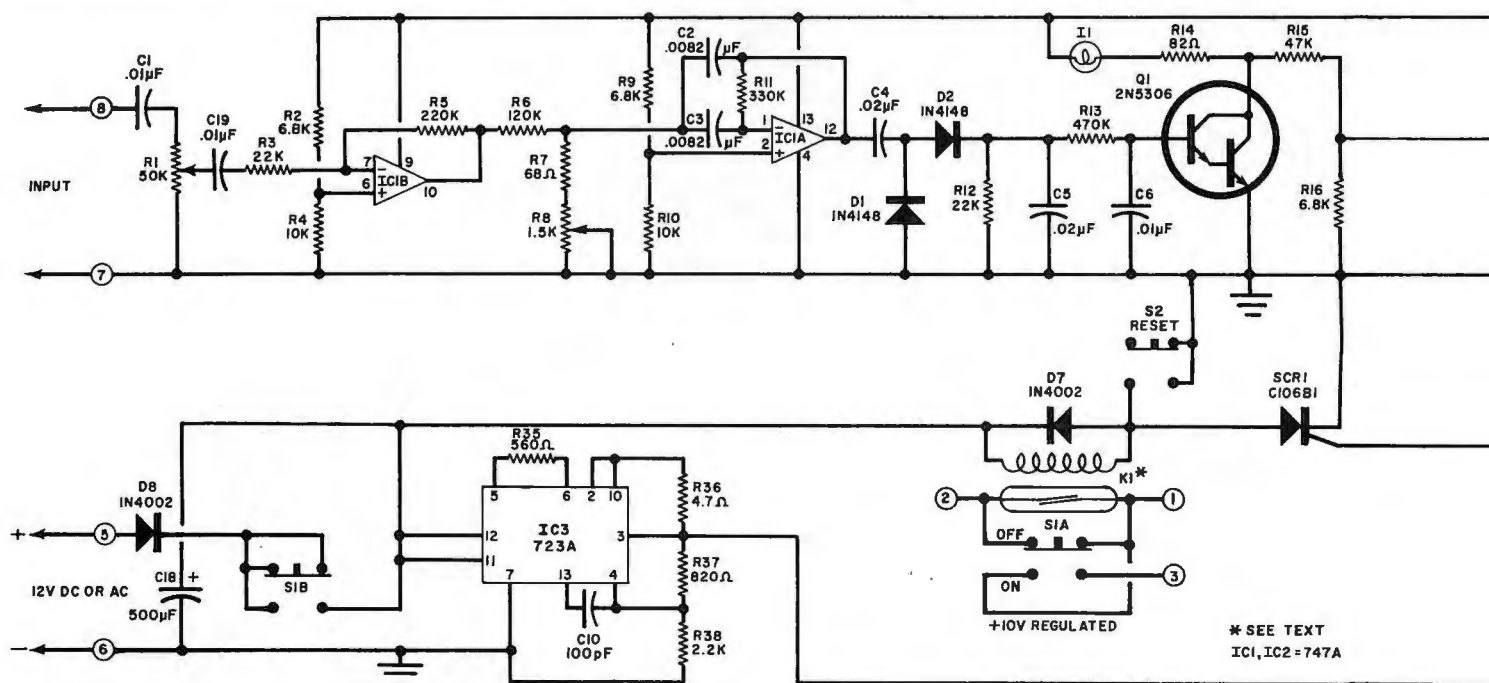 C1
.01µF
8
R1
50K
INPUT
7
C19
.01µF
R3
22K
R2
6.8K
R4
10K
R5
220K
7
6
−
+
IC1B
9
10
R6
120K
R7
68Ω
R8
1.5K
R9
6.8K
R10
10K
C2
.0082 µF
R11
330K
C3
.0082 µF
1
2
−
+
IC1A
13
4
12
C4
.02µF
D2
1N4148
D1
1N4148
R12
22K
C5
.02µF
R13
470K
C6
.01µF
I1
R14
82Ω
Q1
2N5306
R15
47K
R16
6.8K
S2
RESET
D7
1N4002
SCR1
C106B1
K1*
2
1
S1A
OFF
ON
3
+10V REGULATED
+
5
D8
1N4002
12V DC OR AC
C18 +
500µF
S1B
−
6
R35
560Ω
5
6
2
10
12
11
IC3
723A
3
7
13
4
C10
100pF
R36
4.7Ω
R37
820Ω
R38
2.2K
* SEE TEXT
IC1, IC2 = 747A